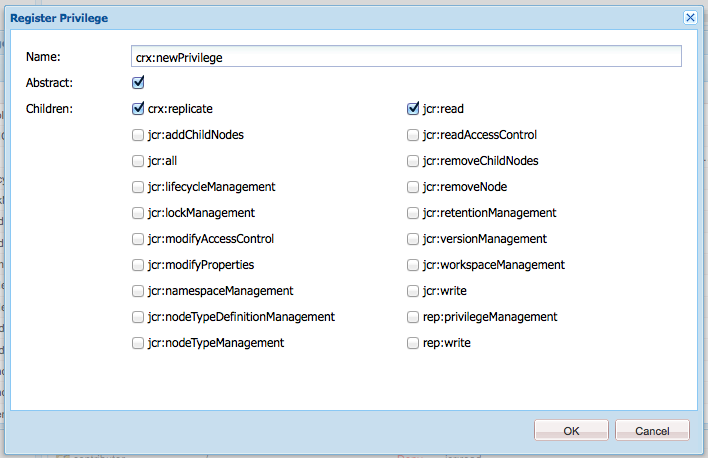 Register Privilege
Name: crx:newPrivilege
Abstract:
Children: crx:replicate jcr:read
jcr:addChildNodes jcr:readAccessControl
jcr:all jcr:removeChildNodes
jcr:lifecycleManagement jcr:removeNode
jcr:lockManagement jcr:retentionManagement
jcr:modifyAccessControl jcr:versionManagement
jcr:modifyProperties jcr:workspaceManagement
jcr:namespaceManagement jcr:write
jcr:nodeTypeDefinitionManagement rep:privilegeManagement
jcr:nodeTypeManagement rep:write
OK Cancel